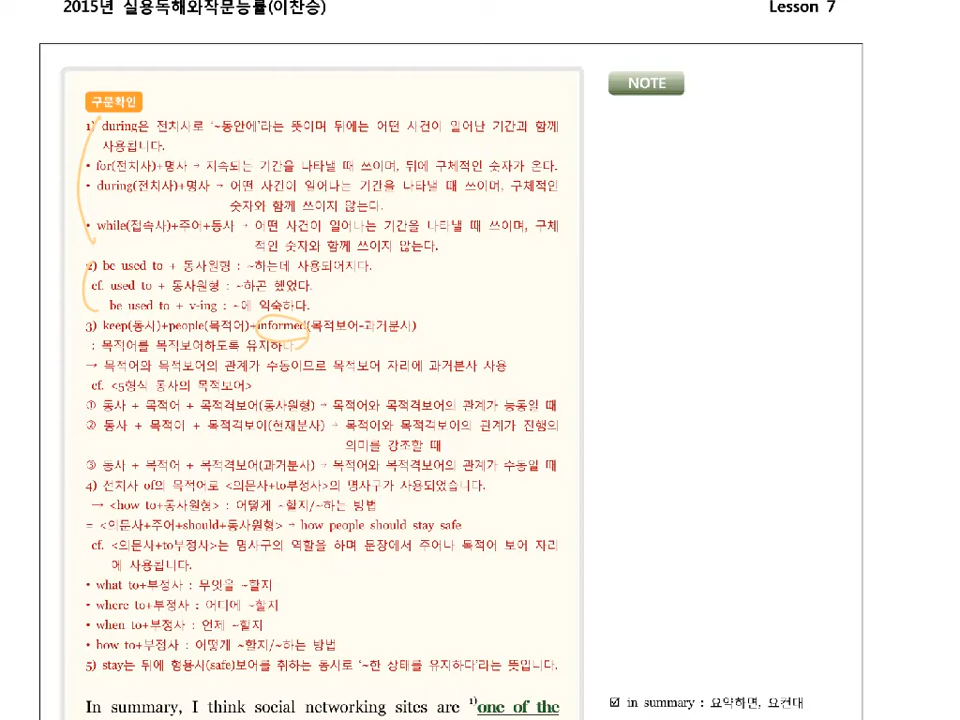 2015년 실용독해와작문능률(이찬승)
Lesson 7
NOTE
구문확인
1) during은 전치사로 '~동안에'라는 뜻이며 뒤에는 어떤 사건이 일어난 기간과 함께
사용됩니다.
• for(전치사)+명사 → 지속되는 기간을 나타낼 때 쓰이며, 뒤에 구체적인 숫자가 온다.
• during(전치사)+명사 → 어떤 사건이 일어나는 기간을 나타낼 때 쓰이며, 구체적인
숫자와 함께 쓰이지 않는다.
• while(접속사)+주어+동사 → 어떤 사건이 일어나는 기간을 나타낼 때 쓰이며, 구체
적인 숫자와 함께 쓰이지 않는다.
2) be used to + 동사원형 : ~하는데 사용되어지다.
cf. used to + 동사원형 : ~하곤 했었다.
be used to + v-ing : ~에 익숙하다.
3) keep(동사)+people(목적어)+informed(목적보어-과거분사)
: 목적어를 목적보어하도록 유지하다.
→ 목적어와 목적보어의 관계가 수동이므로 목적보어 자리에 과거분사 사용
cf. <5형식 동사의 목적보어>
① 동사 + 목적어 + 목적격보어(동사원형) → 목적어와 목적격보어의 관계가 능동일 때
② 동사 + 목적어 + 목적격보어(현재분사) → 목적어와 목적격보어의 관계가 진행의
의미를 강조할 때
③ 동사 + 목적어 + 목적격보어(과거분사) → 목적어와 목적격보어의 관계가 수동일 때
4) 전치사 of의 목적어로 <의문사+to부정사>의 명사구가 사용되었습니다.
→ <how to+동사원형> : 어떻게 ~할지/~하는 방법
= <의문사+주어+should+동사원형> → how people should stay safe
cf. <의문사+to부정사>는 명사구의 역할을 하며 문장에서 주어나 목적어 보어 자리
에 사용됩니다.
• what to+부정사 : 무엇을 ~할지
• where to+부정사 : 어디에 ~할지
• when to+부정사 : 언제 ~할지
• how to+부정사 : 어떻게 ~할지/~하는 방법
5) stay는 뒤에 형용사(safe)보어를 취하는 동사로 '~한 상태를 유지하다'라는 뜻입니다.
In summary, I think social networking sites are 1)one of the
☑ in summary : 요약하면, 요컨대